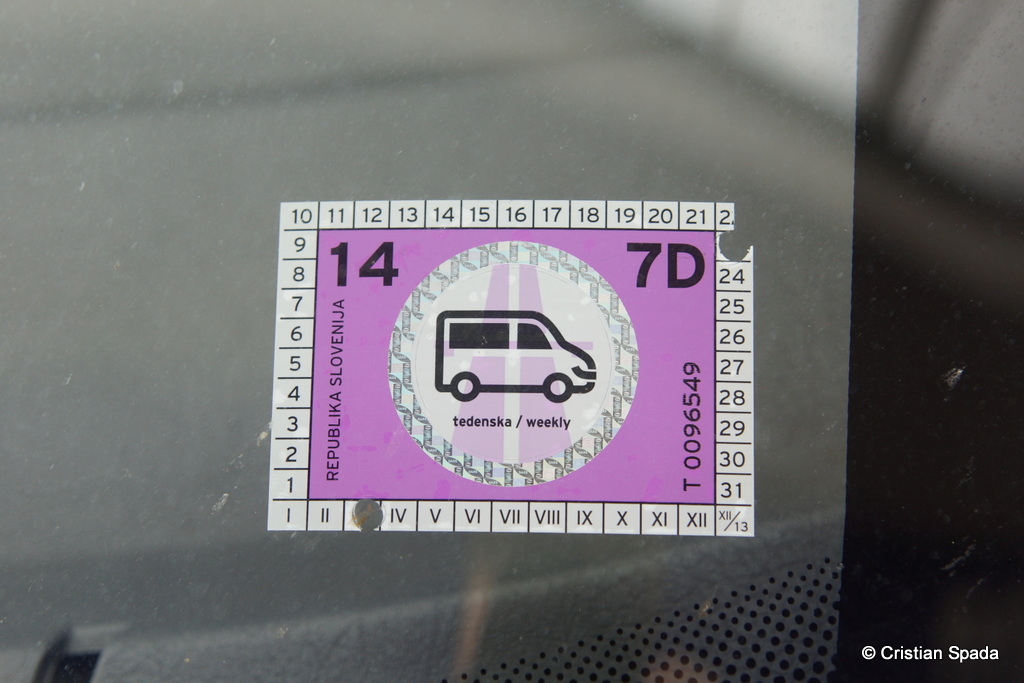 10 11 12 13 14 15 16 17 18 19 20 21
9
8
7
6
5
4
3
2
1
14
7D
REPUBLIKA SLOVENIJA
tedenska / weekly
T 0096549
24
25
26
27
28
29
30
31
I II IV V VI VII VIII IX X XI XII XII/13
© Cristian Spada